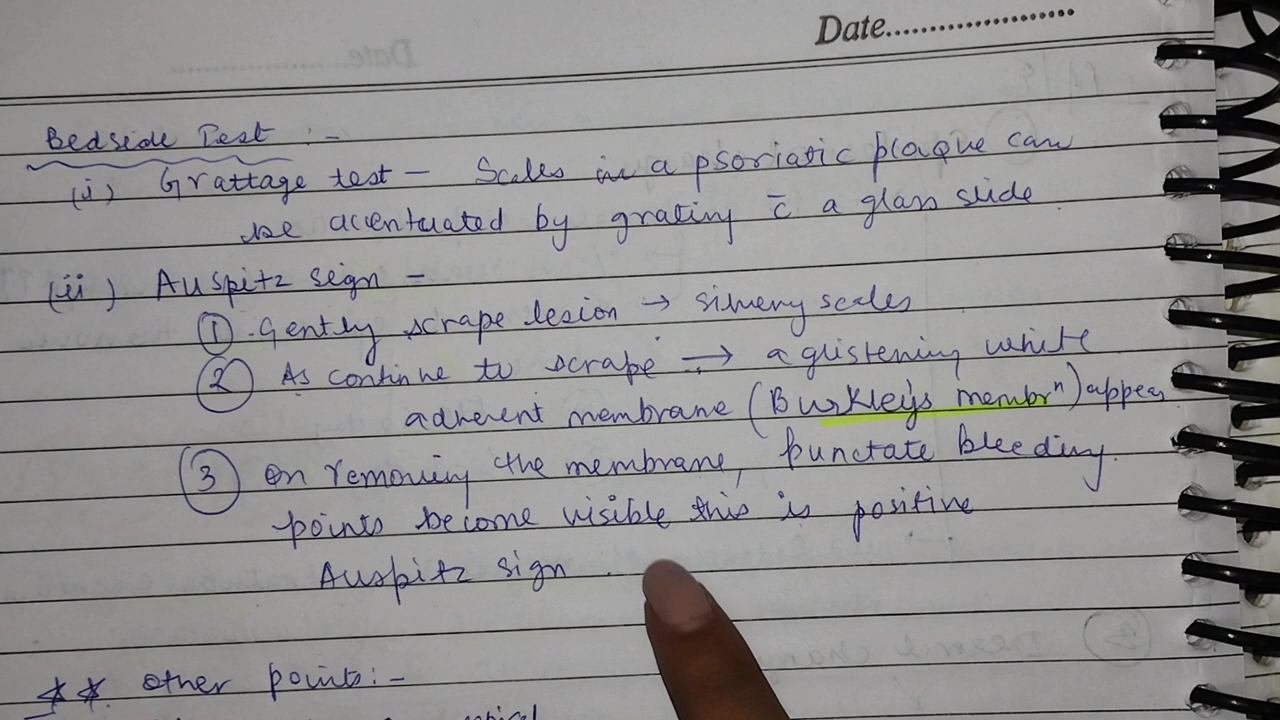 Date.....................
Bedside Test :-
(i) Grattage test - Scales in a psoriatic plaque can
be accentuated by grating c̄ a glass slide.
(ii) Auspitz sign -
① Gently scrape lesion → silvery scales
② As continue to scrape → a glistening white
adherent membrane (Burkley's membrⁿ) appear
③ on removing the membrane, punctate bleeding
points become visible this is positive
Auspitz sign.
** other points:-